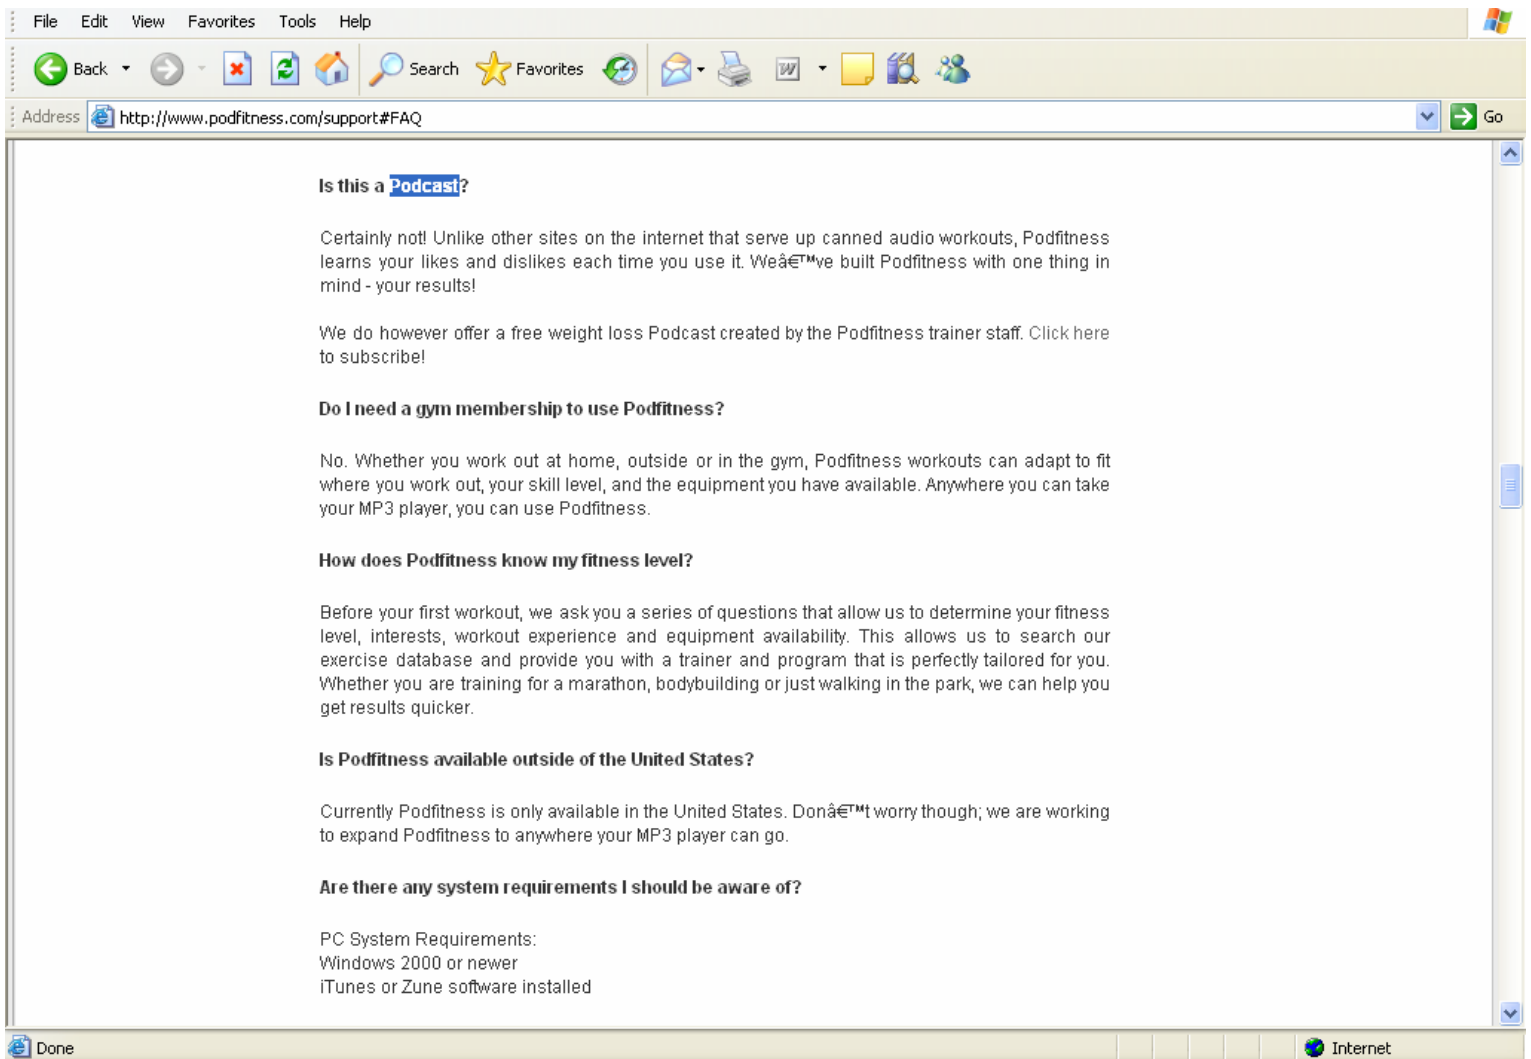 File Edit View Favorites Tools Help
Back Search Favorites W
Address http://www.podfitness.com/support#FAQ Go
Is this a Podcast?
Certainly not! Unlike other sites on the internet that serve up canned audio workouts, Podfitness
learns your likes and dislikes each time you use it. Weâ€™ve built Podfitness with one thing in
mind - your results!
We do however offer a free weight loss Podcast created by the Podfitness trainer staff. Click here
to subscribe!
Do I need a gym membership to use Podfitness?
No. Whether you work out at home, outside or in the gym, Podfitness workouts can adapt to fit
where you work out, your skill level, and the equipment you have available. Anywhere you can take
your MP3 player, you can use Podfitness.
How does Podfitness know my fitness level?
Before your first workout, we ask you a series of questions that allow us to determine your fitness
level, interests, workout experience and equipment availability. This allows us to search our
exercise database and provide you with a trainer and program that is perfectly tailored for you.
Whether you are training for a marathon, bodybuilding or just walking in the park, we can help you
get results quicker.
Is Podfitness available outside of the United States?
Currently Podfitness is only available in the United States. Donâ€™t worry though; we are working
to expand Podfitness to anywhere your MP3 player can go.
Are there any system requirements I should be aware of?
PC System Requirements:
Windows 2000 or newer
iTunes or Zune software installed
Done Internet